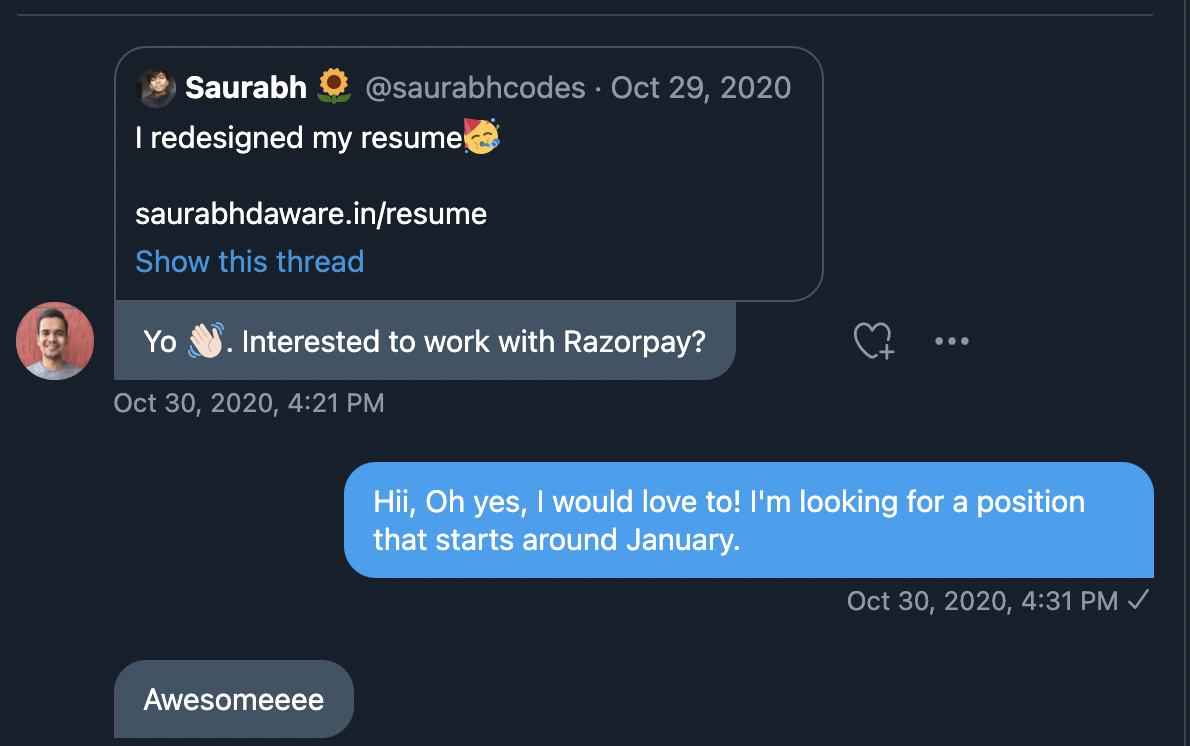 Saurabh 🌻 @saurabhcodes · Oct 29, 2020
I redesigned my resume🥳
saurabhdaware.in/resume
Show this thread
Yo 👋🏻. Interested to work with Razorpay?
Oct 30, 2020, 4:21 PM
Hii, Oh yes, I would love to! I'm looking for a position
that starts around January.
Oct 30, 2020, 4:31 PM ✓
Awesomeeee